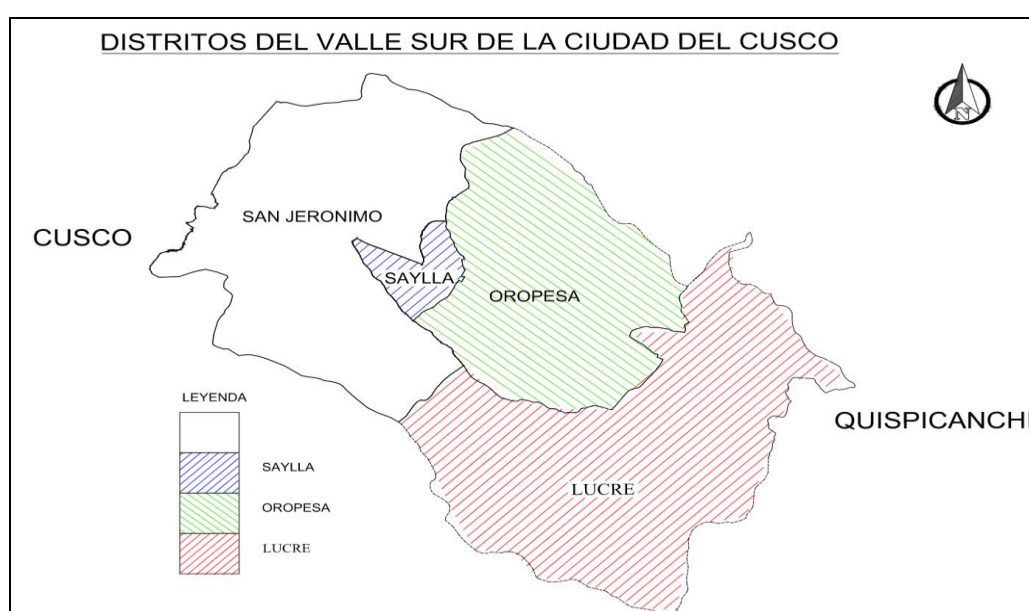 DISTRITOS DEL VALLE SUR DE LA CIUDAD DEL CUSCO
N
SAN JERONIMO
CUSCO
SAYLLA
OROPESA
LEYENDA
QUISPICANCHI
SAYLLA
LUCRE
OROPESA
LUCRE